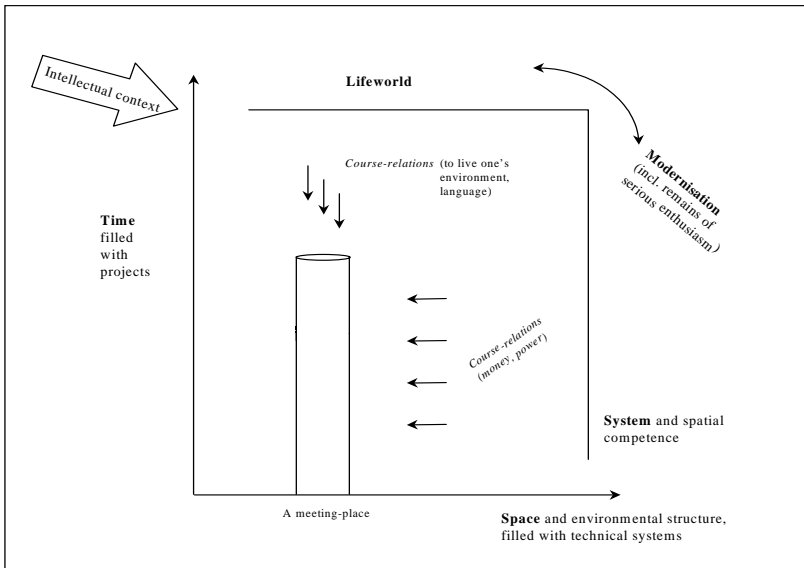 Intellectual context
Lifeworld
Course-relations (to live one's
environment,
language)
Modernisation
(incl. remains of
serious enthusiasm)
Time
filled
with
projects
Course-relations
(money, power)
System and spatial
competence
A meeting-place
Space and environmental structure,
filled with technical systems